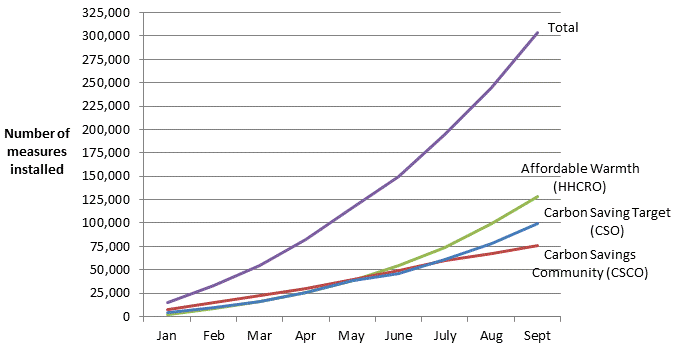 325,000
300,000
275,000
250,000
225,000
200,000
175,000
150,000
125,000
100,000
75,000
50,000
25,000
0
Number of
measures
installed
Total
Affordable Warmth
(HHCRO)
Carbon Saving Target
(CSO)
Carbon Savings
Community (CSCO)
Jan Feb Mar Apr May June July Aug Sept